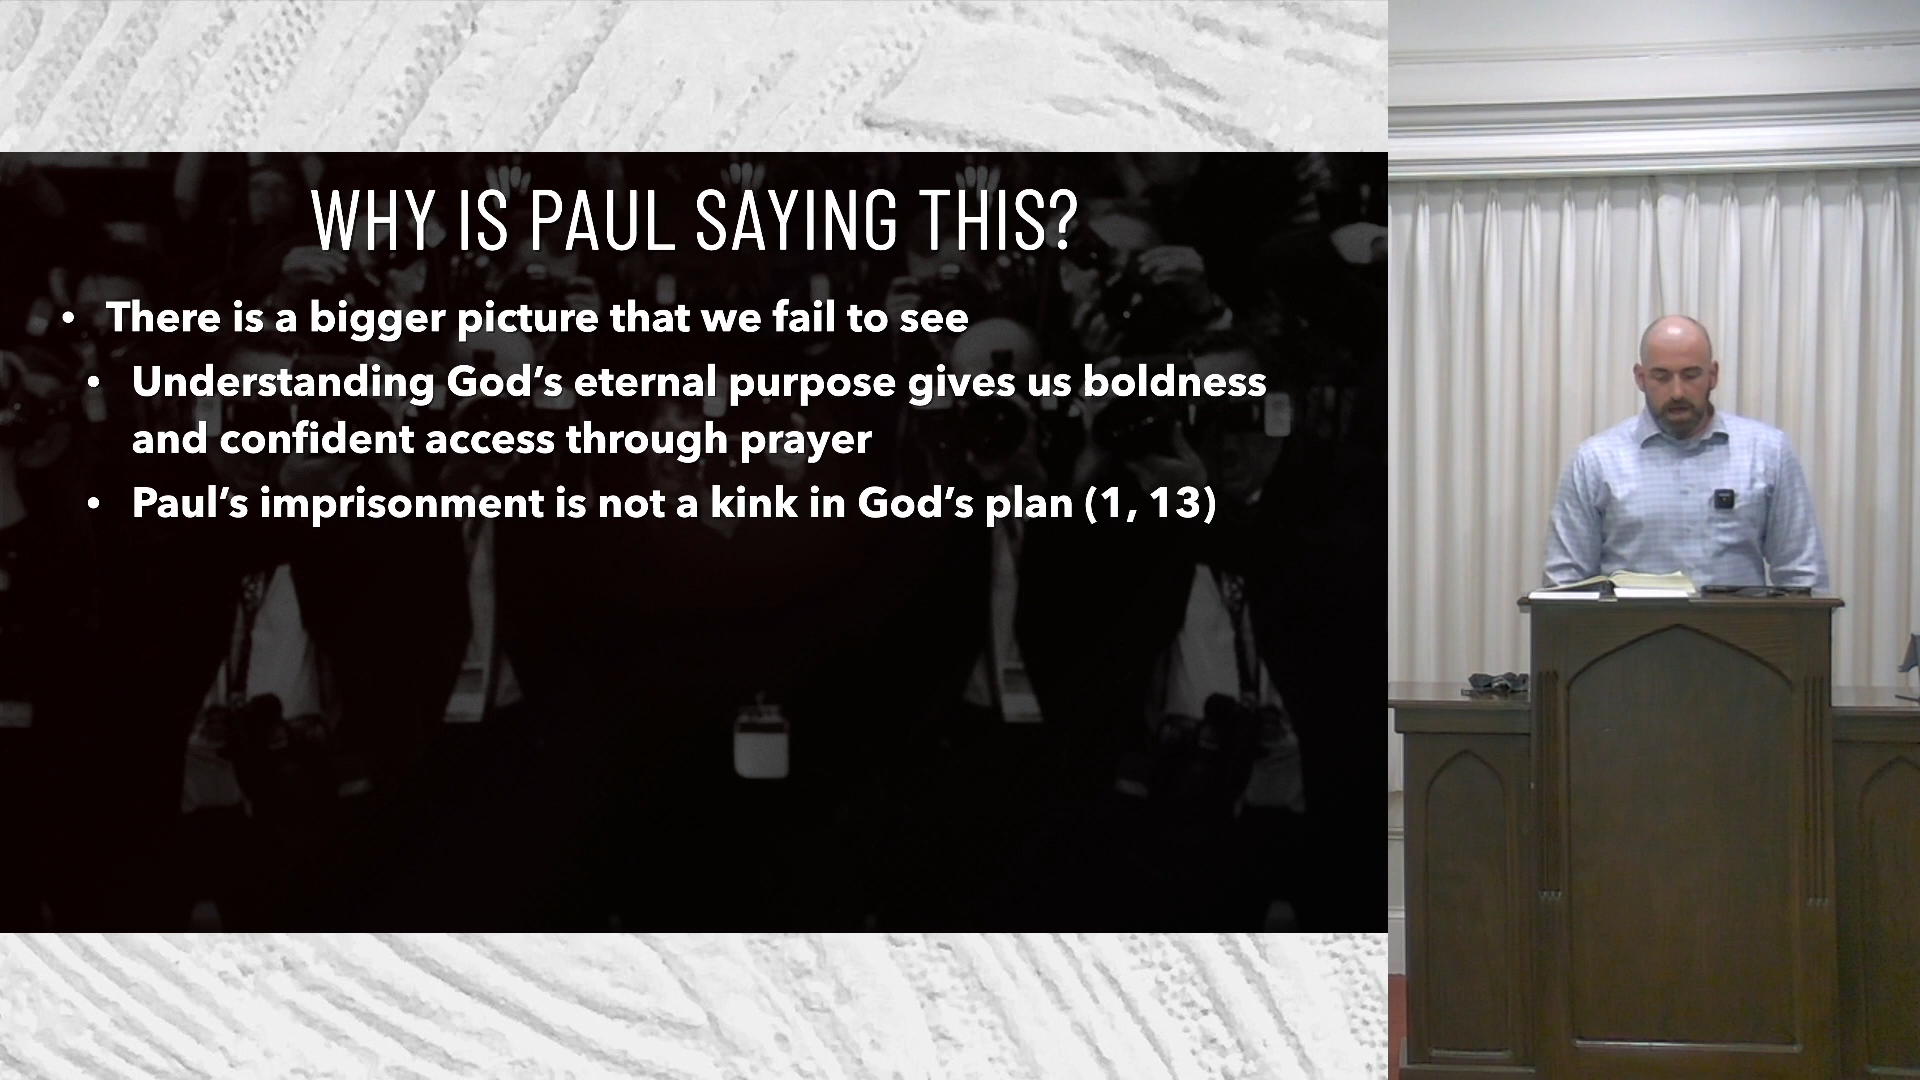 WHY IS PAUL SAYING THIS?
• There is a bigger picture that we fail to see
• Understanding God’s eternal purpose gives us boldness
and confident access through prayer
• Paul’s imprisonment is not a kink in God’s plan (1, 13)